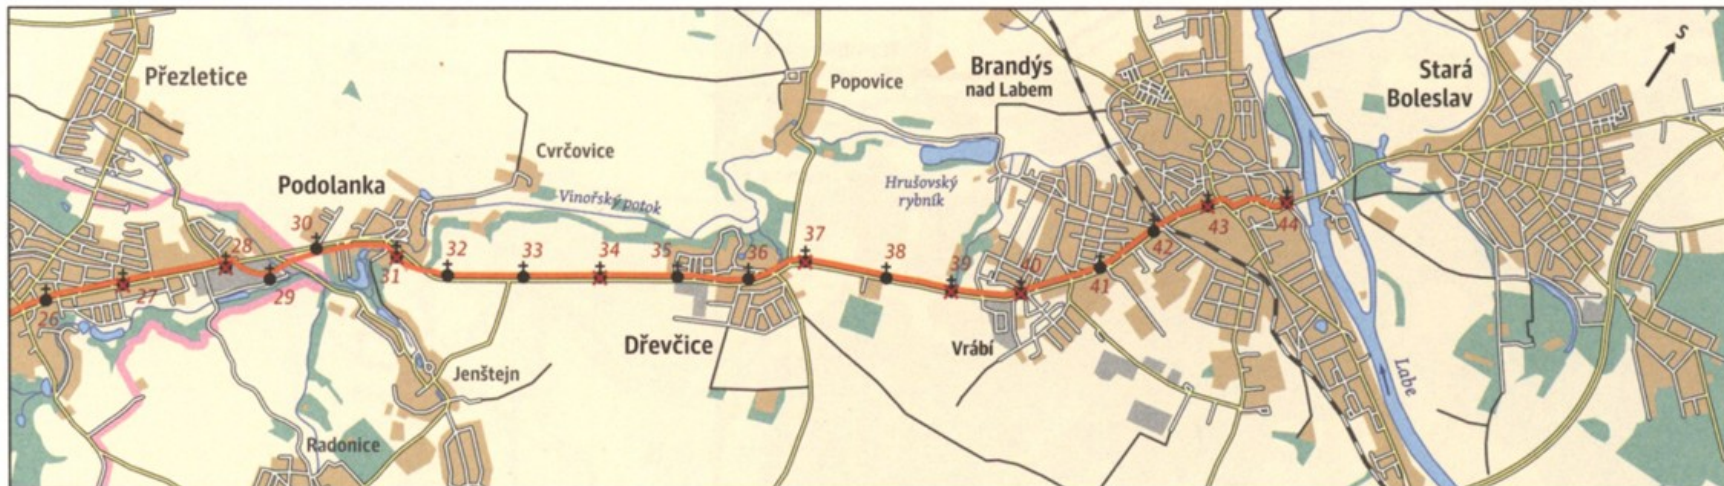 Přezletice
Podolanka
Cvrčovice
Vinořský potok
Popovice
Hrušovský
rybník
Brandýs
nad Labem
Stará
Boleslav
S
Dřevčice
Vrábí
Jenštejn
Radonice
Labe
26
27
28
29
30
31
32
33
34
35
36
37
38
39
40
41
42
43
44